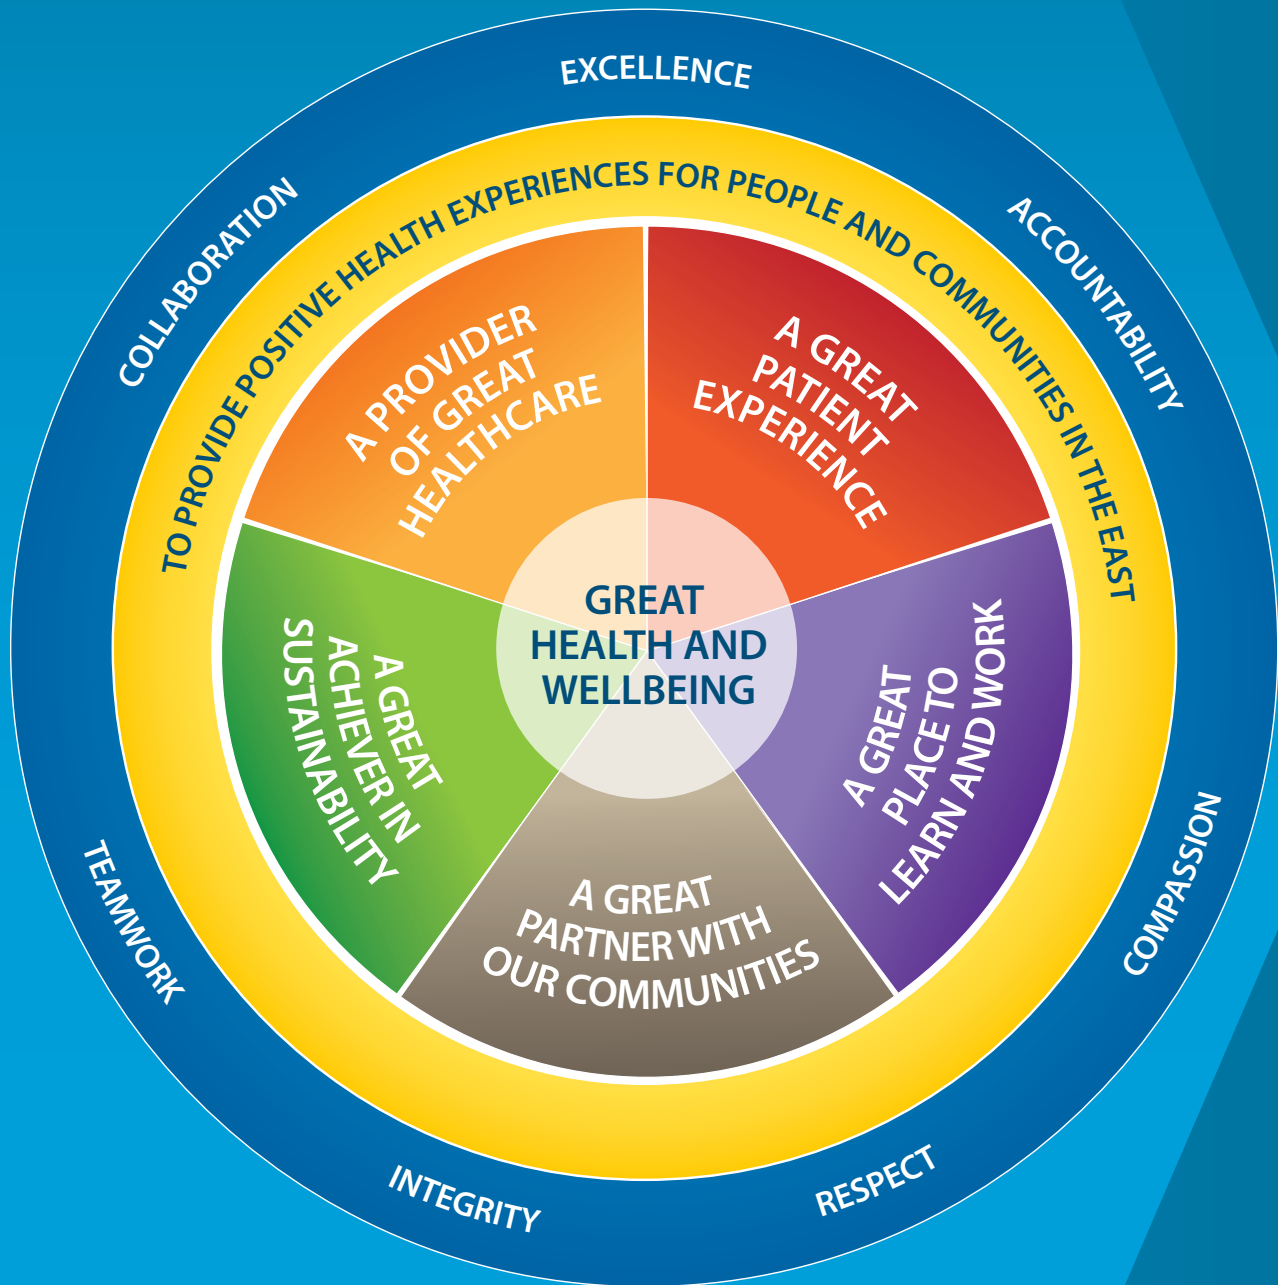 EXCELLENCE
ACCOUNTABILITY
COMPASSION
RESPECT
INTEGRITY
TEAMWORK
COLLABORATION
TO PROVIDE POSITIVE HEALTH EXPERIENCES FOR PEOPLE AND COMMUNITIES IN THE EAST
A PROVIDER
OF GREAT
HEALTHCARE
A GREAT
PATIENT
EXPERIENCE
A GREAT
PLACE TO
LEARN AND WORK
A GREAT
PARTNER WITH
OUR COMMUNITIES
A GREAT
ACHIEVER IN
SUSTAINABILITY
GREAT
HEALTH AND
WELLBEING